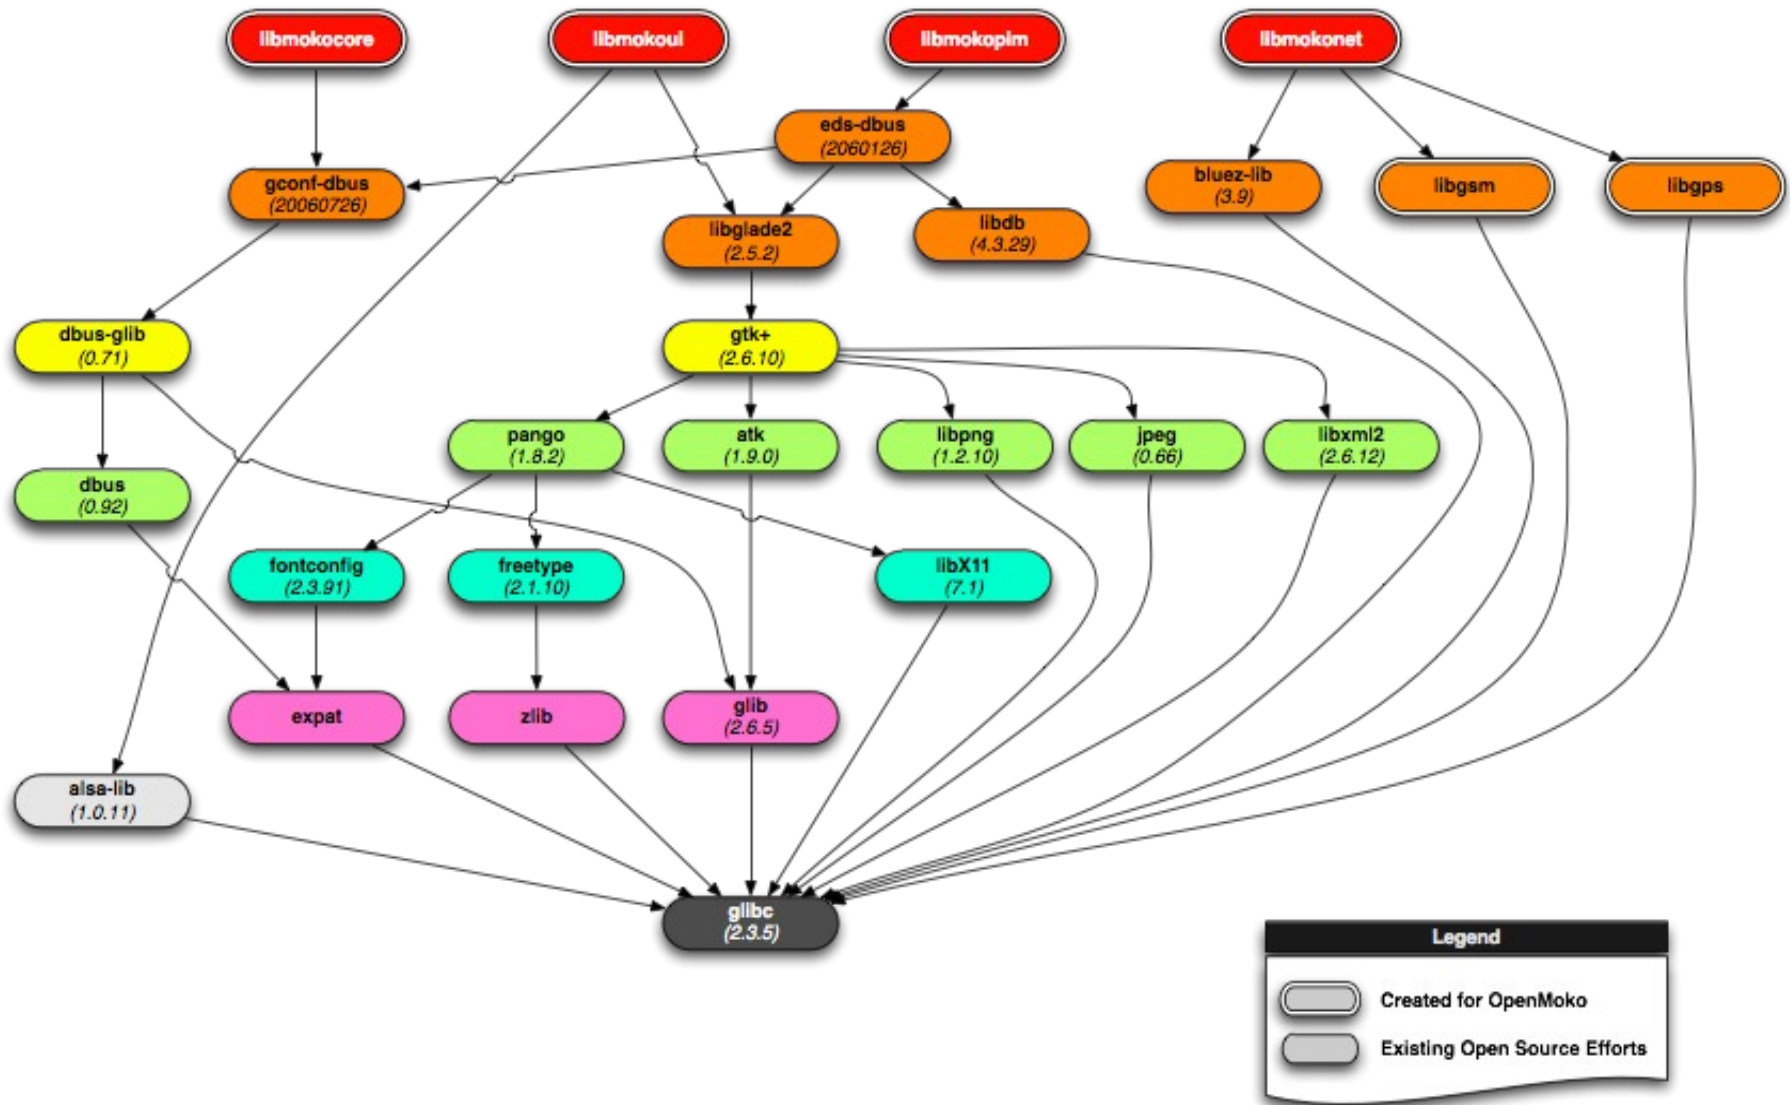 libmokocore
libmokoui
libmokopim
libmokonet
eds-dbus
(2060126)
gconf-dbus
(20060726)
bluez-lib
(3.9)
libgsm
libgps
libglade2
(2.5.2)
libdb
(4.3.29)
dbus-glib
(0.71)
gtk+
(2.6.10)
pango
(1.8.2)
atk
(1.9.0)
libpng
(1.2.10)
jpeg
(0.66)
libxml2
(2.6.12)
dbus
(0.92)
fontconfig
(2.3.91)
freetype
(2.1.10)
libX11
(7.1)
expat
zlib
glib
(2.6.5)
alsa-lib
(1.0.11)
glibc
(2.3.5)
Legend
Created for OpenMoko
Existing Open Source Efforts